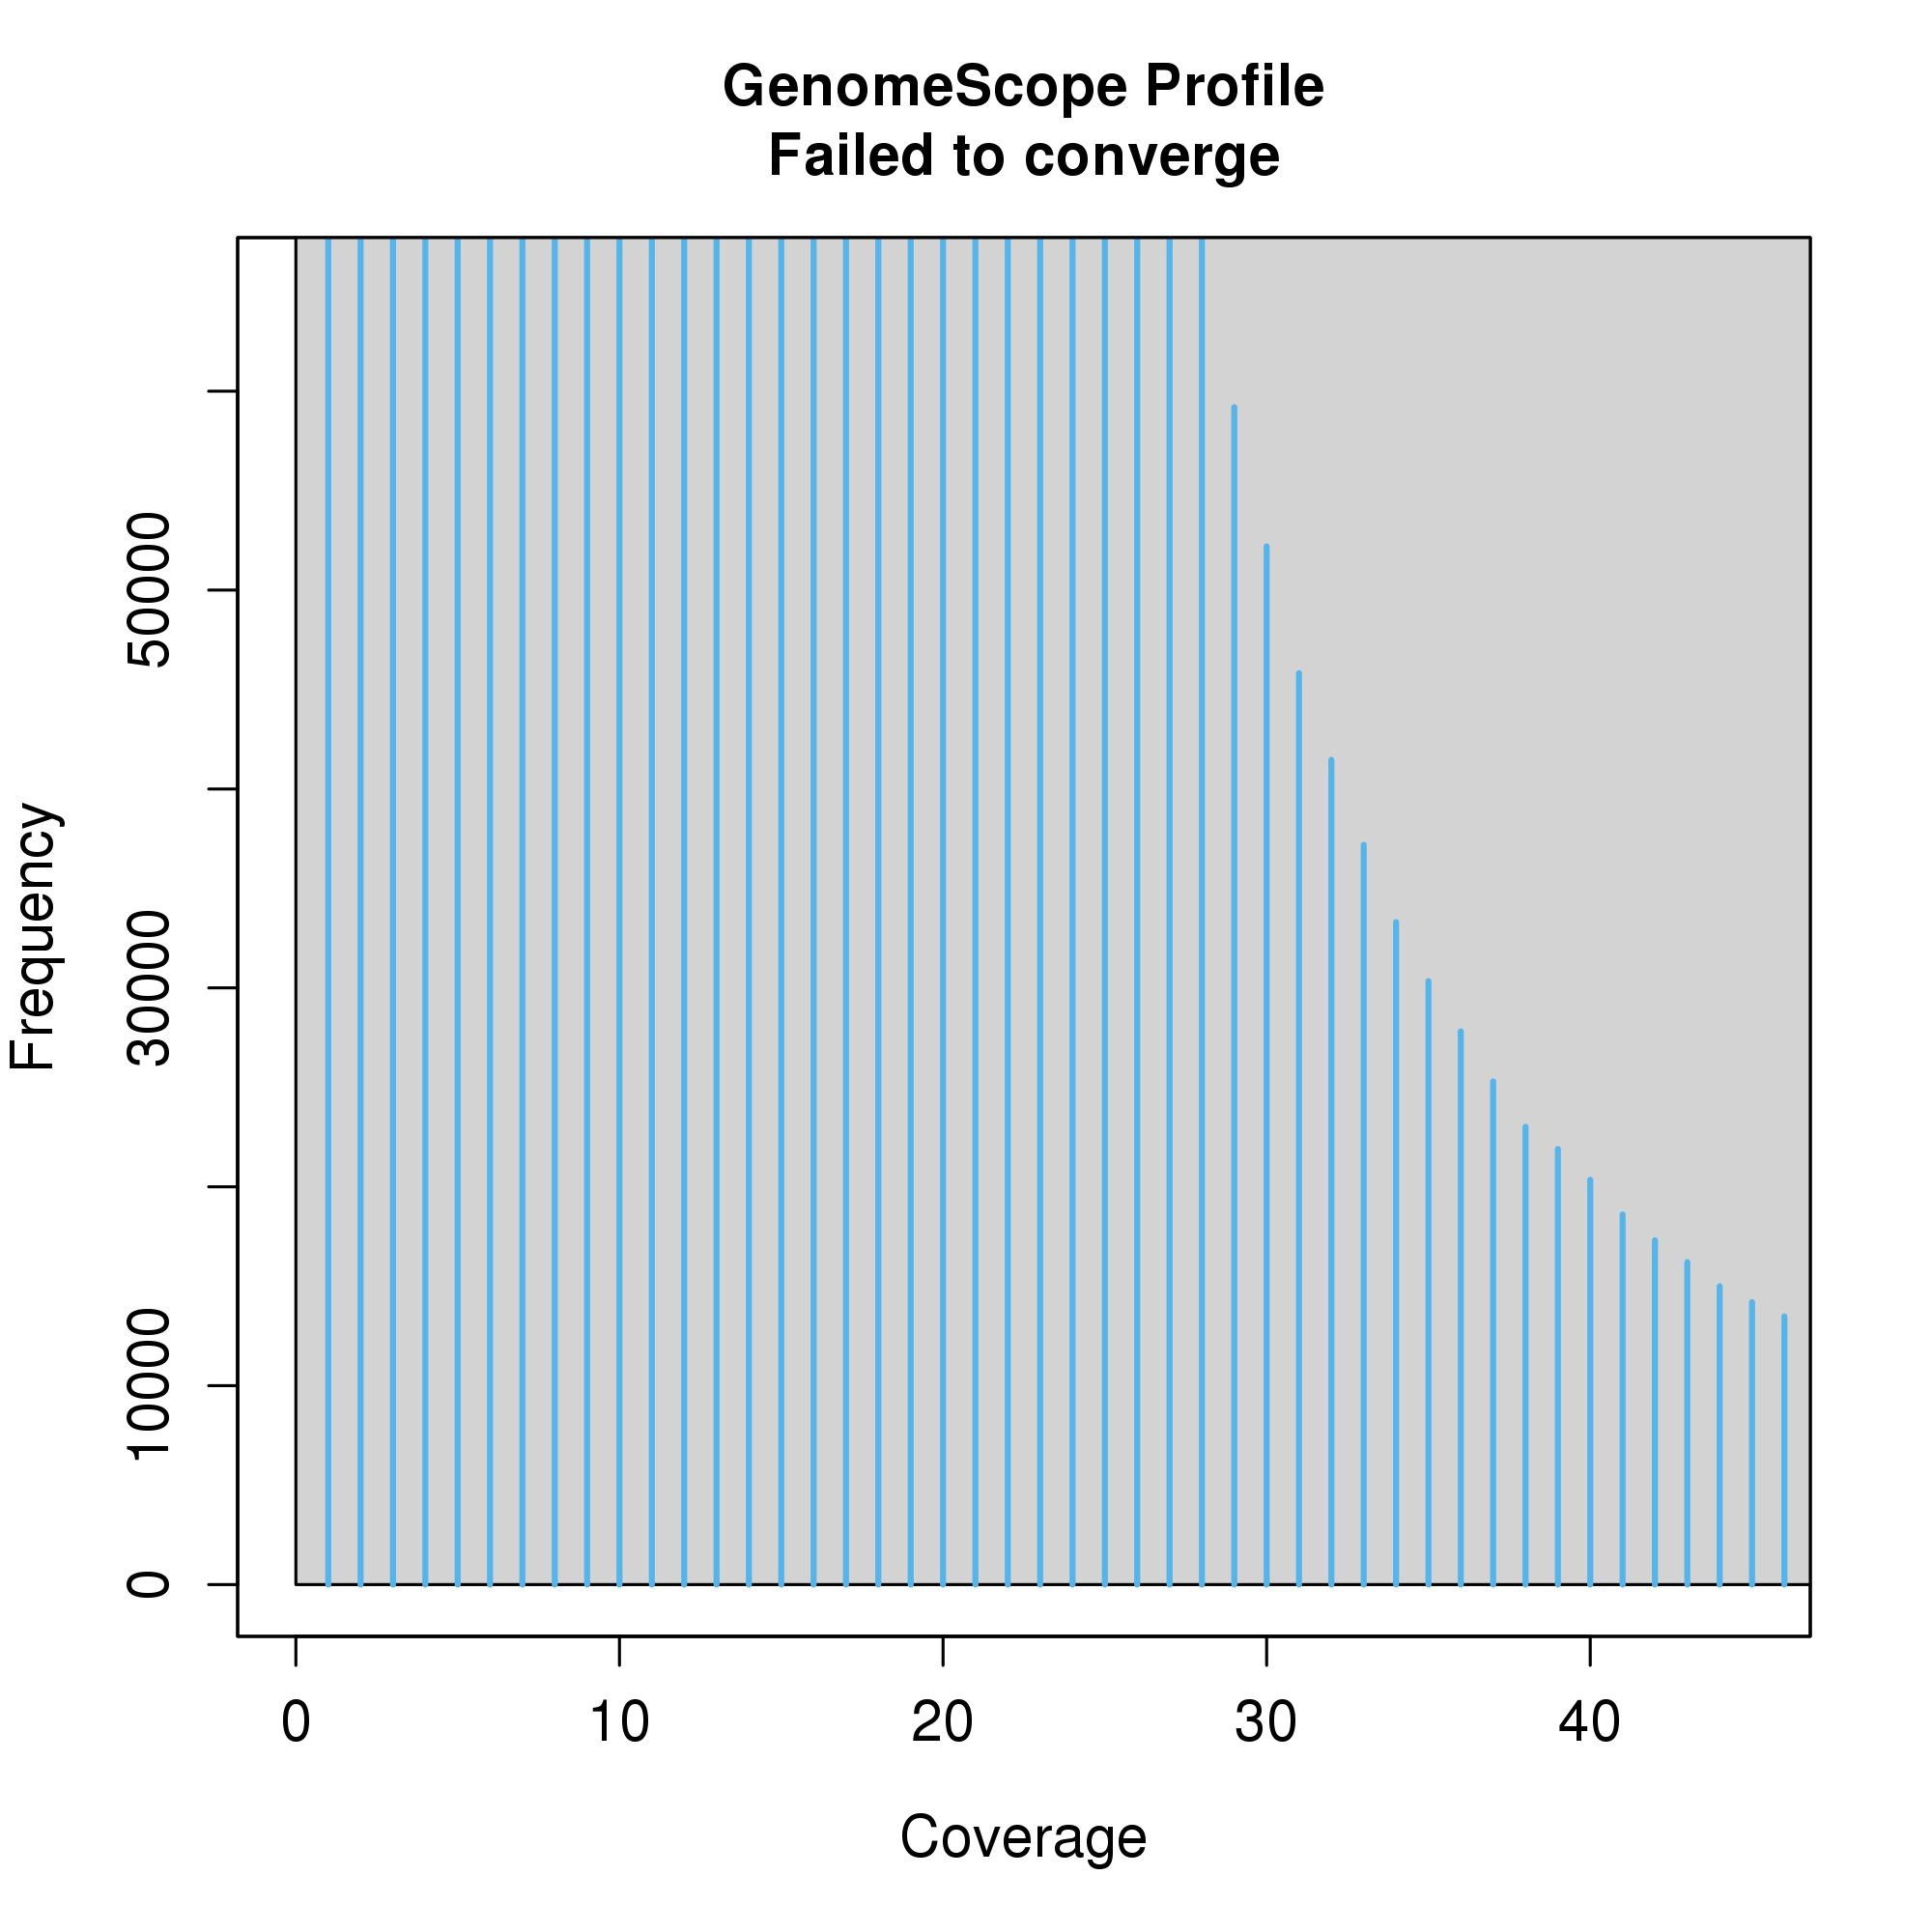 GenomeScope Profile
Failed to converge
Frequency
50000
30000
10000
0
0 10 20 30 40
Coverage